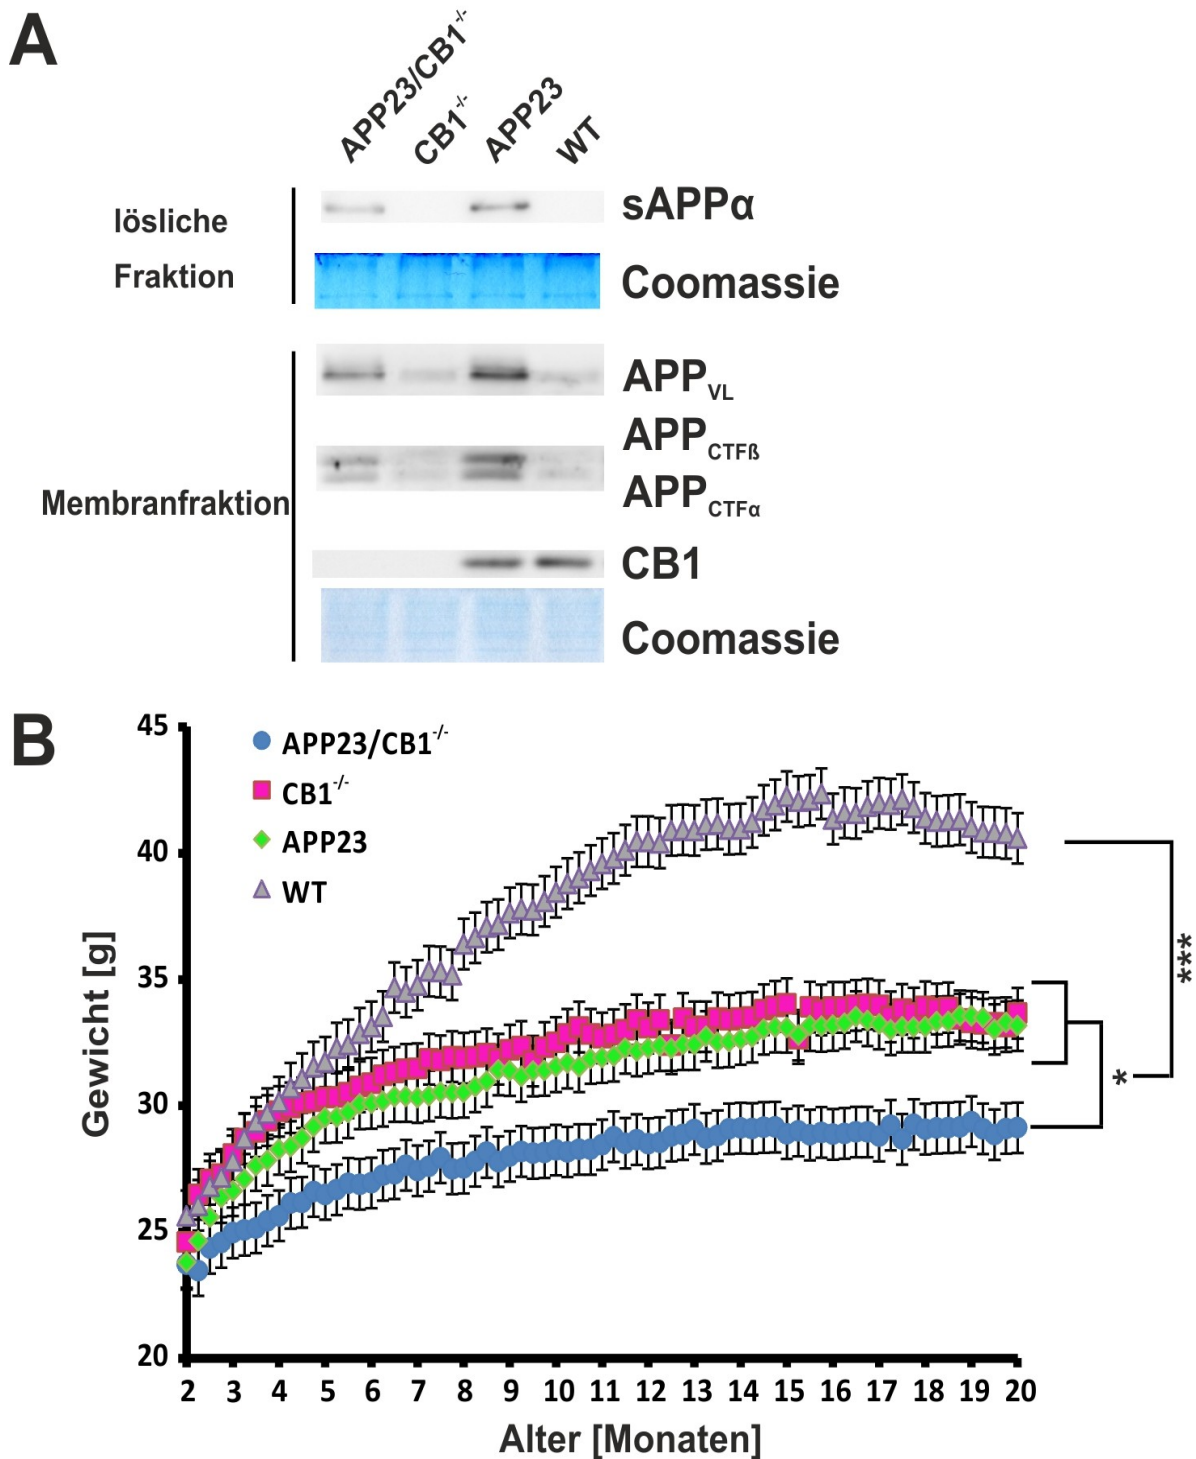 A
APP23/CB1-/-
CB1-/-
APP23
WT
lösliche
Fraktion
sAPPα
Coomassie
Membranfraktion
APPVL
APPCTFß
APPCTFα
CB1
Coomassie
B
APP23/CB1-/-
CB1-/-
APP23
WT
Gewicht [g]
45
40
35
30
25
20
2 3 4 5 6 7 8 9 10 11 12 13 14 15 16 17 18 19 20
Alter [Monaten]
***
*